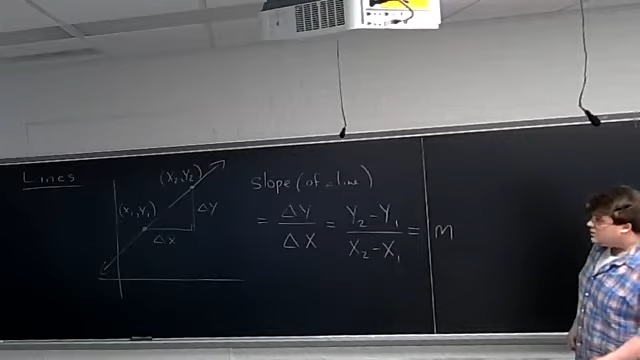 Lines
(X₂,Y₂)
(X₁,Y₁)
ΔY
ΔX
Slope (of a line)
= ΔY/ΔX = Y₂-Y₁/X₂-X₁ = m